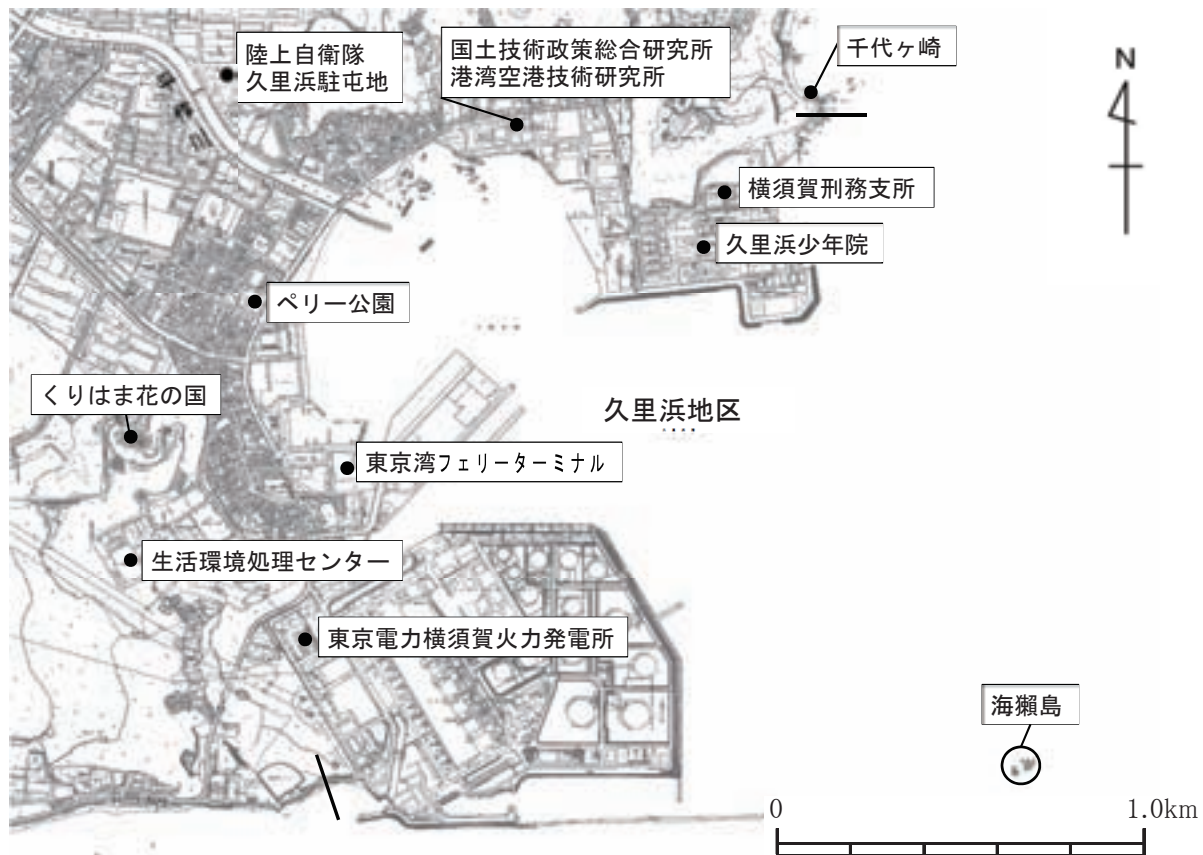 陸上自衛隊
久里浜駐屯地
国土技術政策総合研究所
港湾空港技術研究所
千代ヶ崎
N
横須賀刑務支所
久里浜少年院
ペリー公園
くりはま花の国
久里浜地区
東京湾フェリーターミナル
生活環境処理センター
東京電力横須賀火力発電所
海獺島
0
1.0km